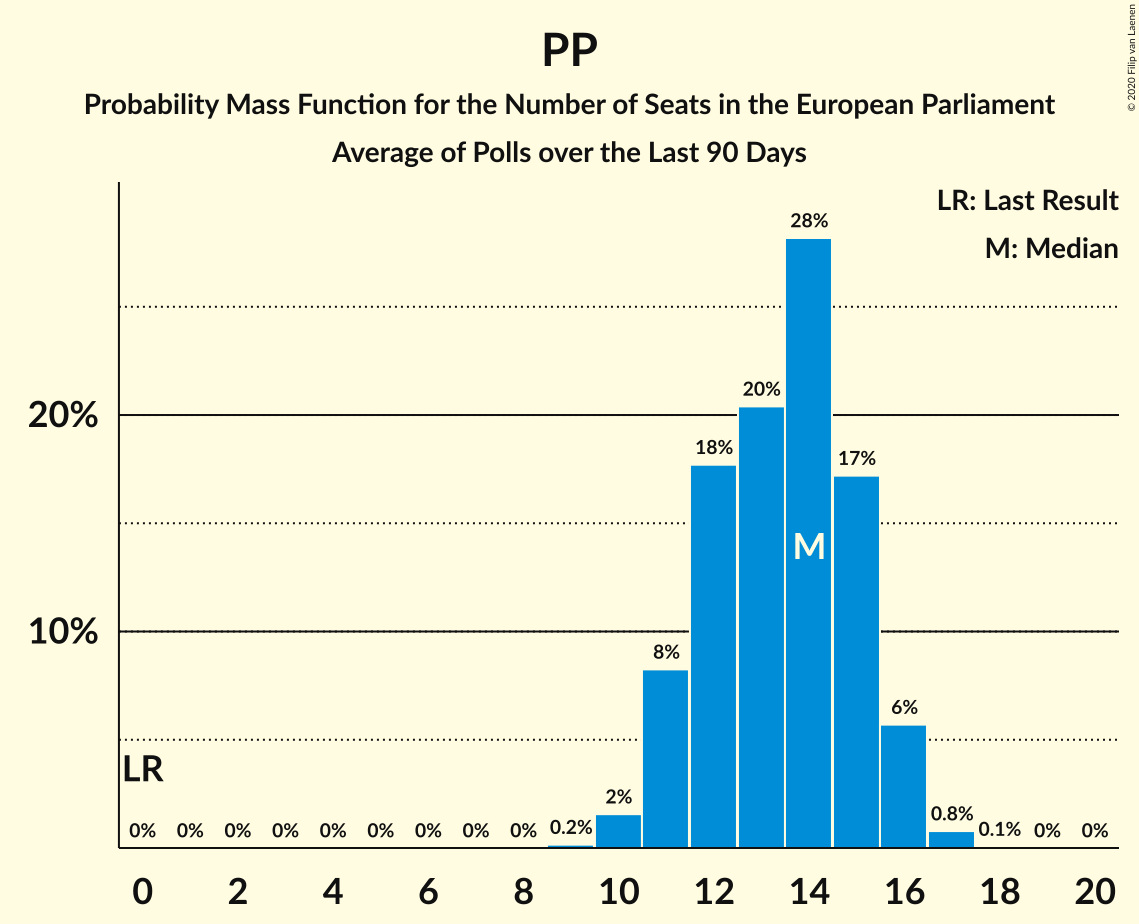 PP
Probability Mass Function for the Number of Seats in the European Parliament
Average of Polls over the Last 90 Days
© 2020 Filip van Laenen
LR: Last Result
M: Median
28%
20%
20%
18%
17%
M
10%
8%
6%
LR
2%
0% 0% 0% 0% 0% 0% 0% 0% 0% 0.2% 0.8% 0.1% 0% 0%
0 2 4 6 8 10 12 14 16 18 20